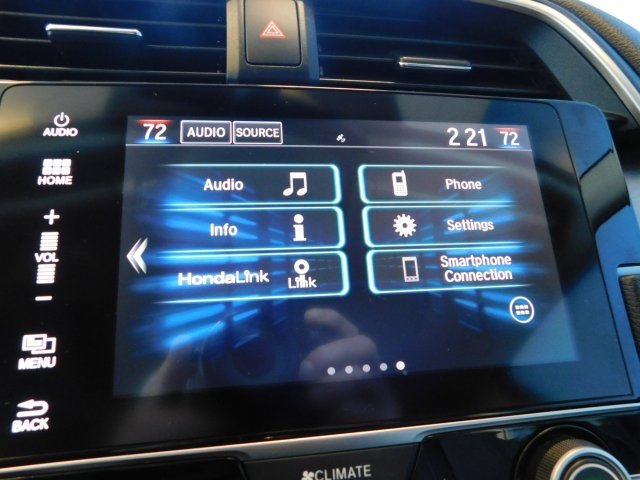 AUDIO
HOME
+
VOL
−
MENU
BACK
72 AUDIO SOURCE 2 21 72
Audio
Phone
Info
Settings
HondaLink Link
Smartphone
Connection
CLIMATE